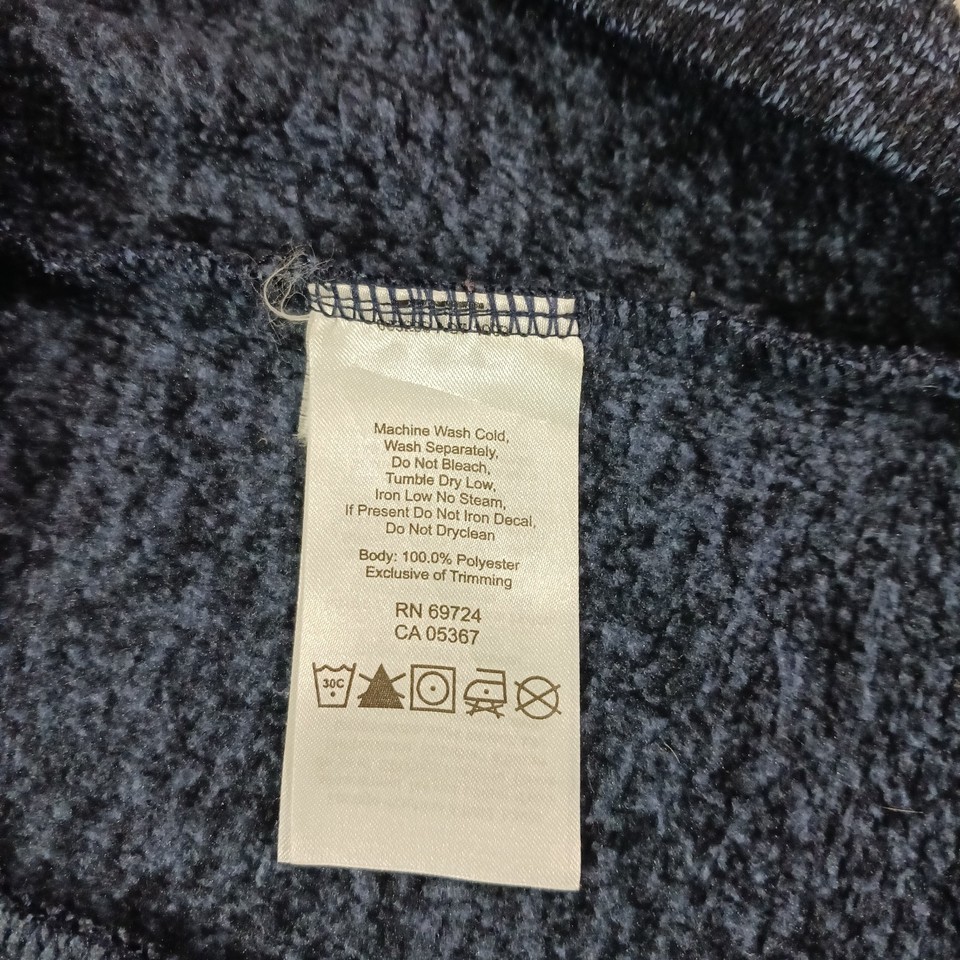 Machine Wash Cold,
Wash Separately,
Do Not Bleach,
Tumble Dry Low,
Iron Low No Steam,
If Present Do Not Iron Decal,
Do Not Dryclean
Body: 100.0% Polyester
Exclusive of Trimming
RN 69724
CA 05367
30C